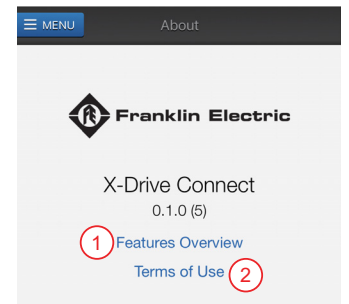 MENU
About
Franklin Electric
X-Drive Connect
0.1.0 (5)
1 Features Overview
Terms of Use 2